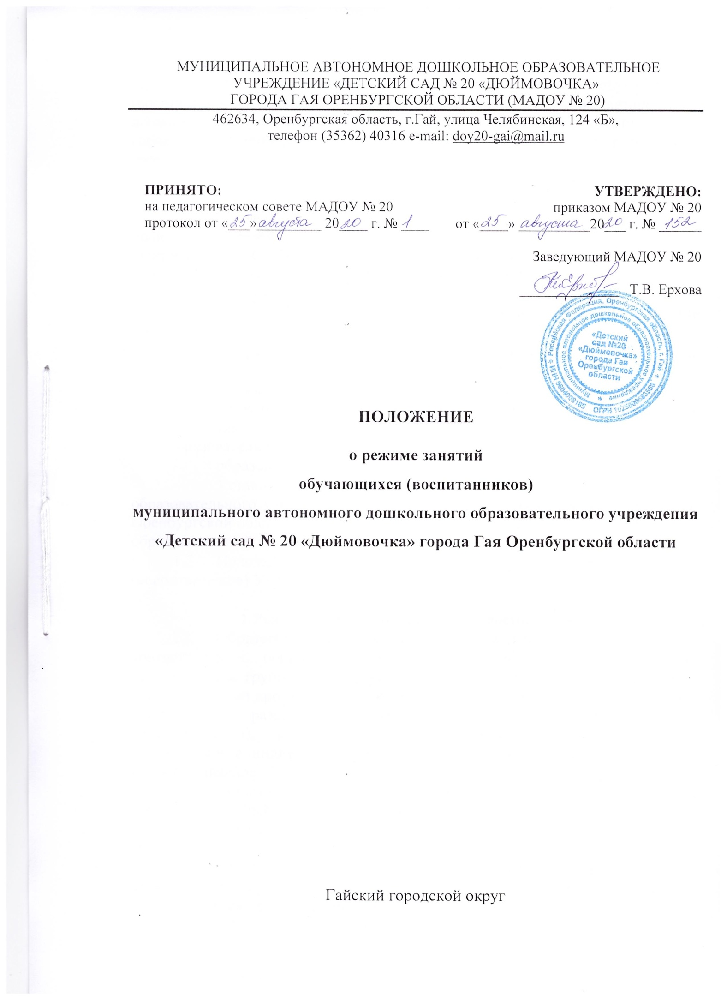 МУНИЦИПАЛЬНОЕ АВТОНОМНОЕ ДОШКОЛЬНОЕ ОБРАЗОВАТЕЛЬНОЕ
УЧРЕЖДЕНИЕ «ДЕТСКИЙ САД № 20 «ДЮЙМОВОЧКА»
ГОРОДА ГАЯ ОРЕНБУРГСКОЙ ОБЛАСТИ (МАДОУ № 20)
462634, Оренбургская область, г.Гай, улица Челябинская, 124 «Б»,
телефон (35362) 40316 e-mail: doy20-gai@mail.ru
ПРИНЯТО:
на педагогическом совете МАДОУ № 20
протокол от «25» августа 2020 г. № 1
УТВЕРЖДЕНО:
приказом МАДОУ № 20
от «25» августа 2020 г. № 152
Заведующий МАДОУ № 20
Т.В. Ерхова
Российская Федерация, Оренбургская область, г. Гай
Муниципальное автономное дошкольное образовательное учреждение
«Детский
сад №20
«Дюймовочка»
города Гая
Оренбургской
области
ИНН 5604008185 ОГРН
ПОЛОЖЕНИЕ
о режиме занятий
обучающихся (воспитанников)
муниципального автономного дошкольного образовательного учреждения
«Детский сад № 20 «Дюймовочка» города Гая Оренбургской области
Гайский городской округ